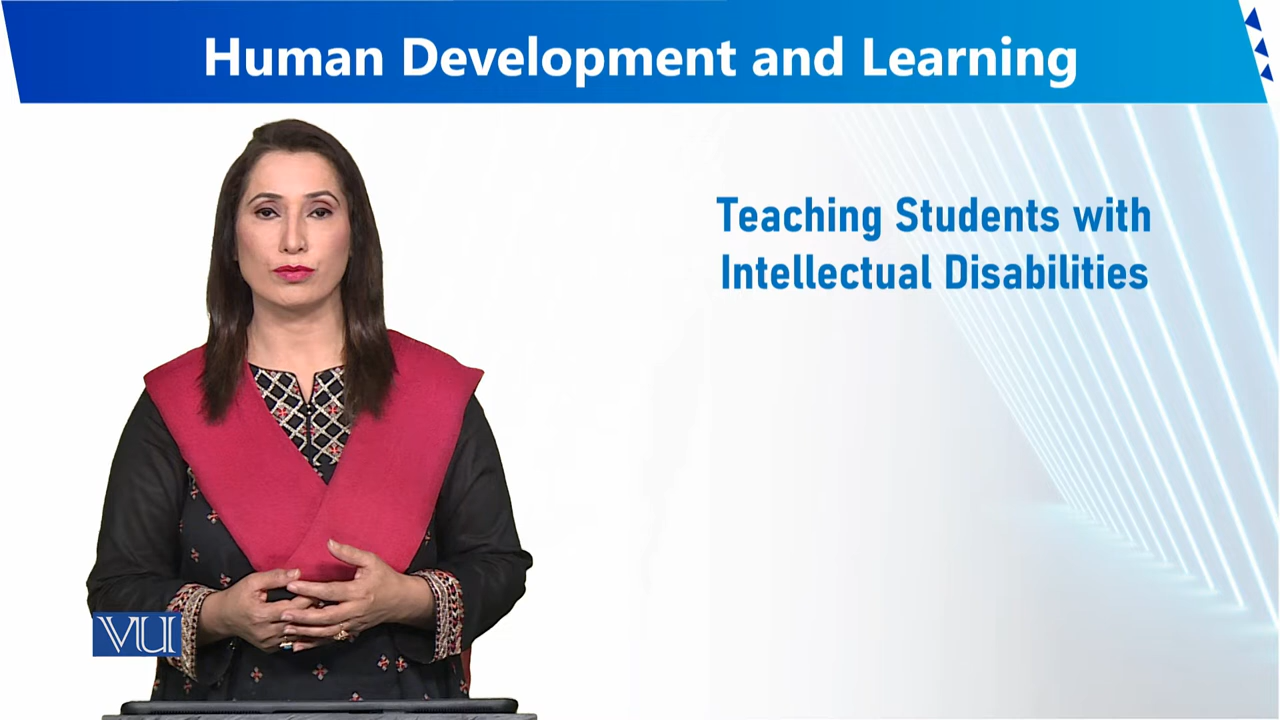 Human Development and Learning
Teaching Students with
Intellectual Disabilities
VU